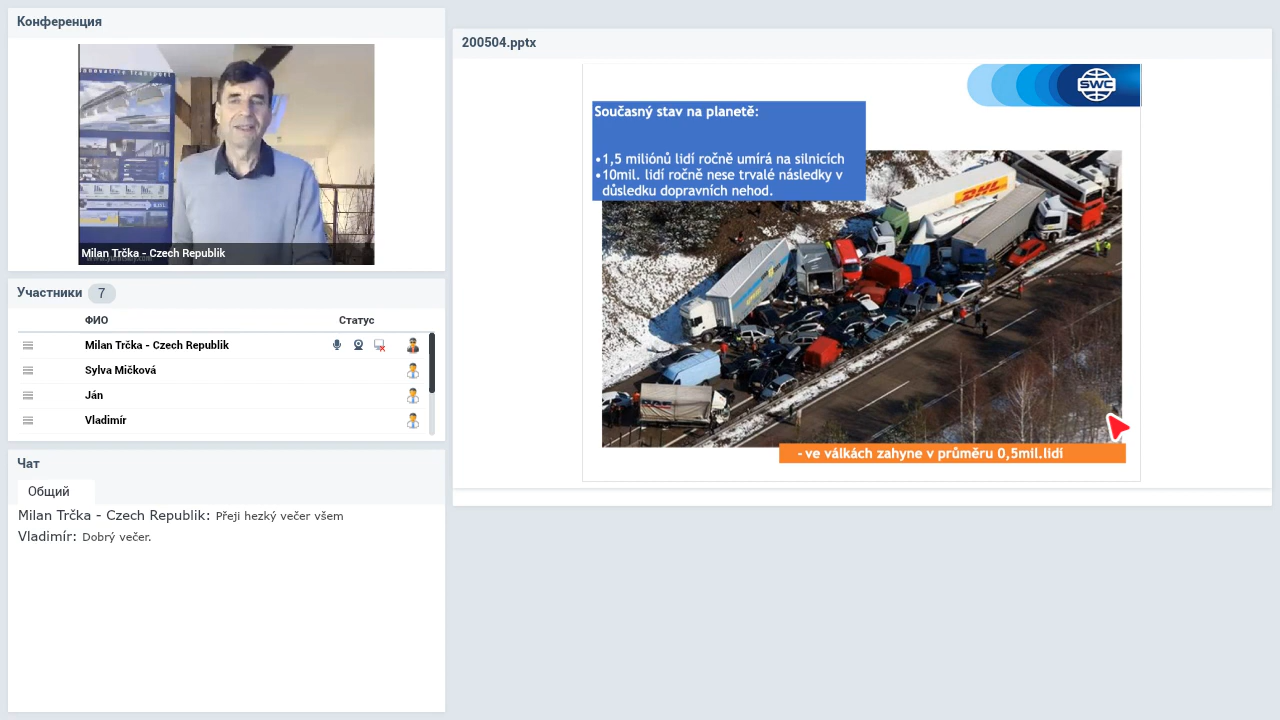 Конференция
Innovative Transport
Milan Trčka - Czech Republik
Участники 7
ФИО Статус
Milan Trčka - Czech Republik
Sylva Mičková
Ján
Vladimír
Чат
Общий
Milan Trčka - Czech Republik: Přeji hezký večer všem
Vladimír: Dobrý večer.
200504.pptx
SWC
Současný stav na planetě:
•1,5 miliónů lidí ročně umírá na silnicích
•10mil. lidí ročně nese trvalé následky v
důsledku dopravních nehod.
DHL
- ve válkách zahyne v průměru 0,5mil.lidí